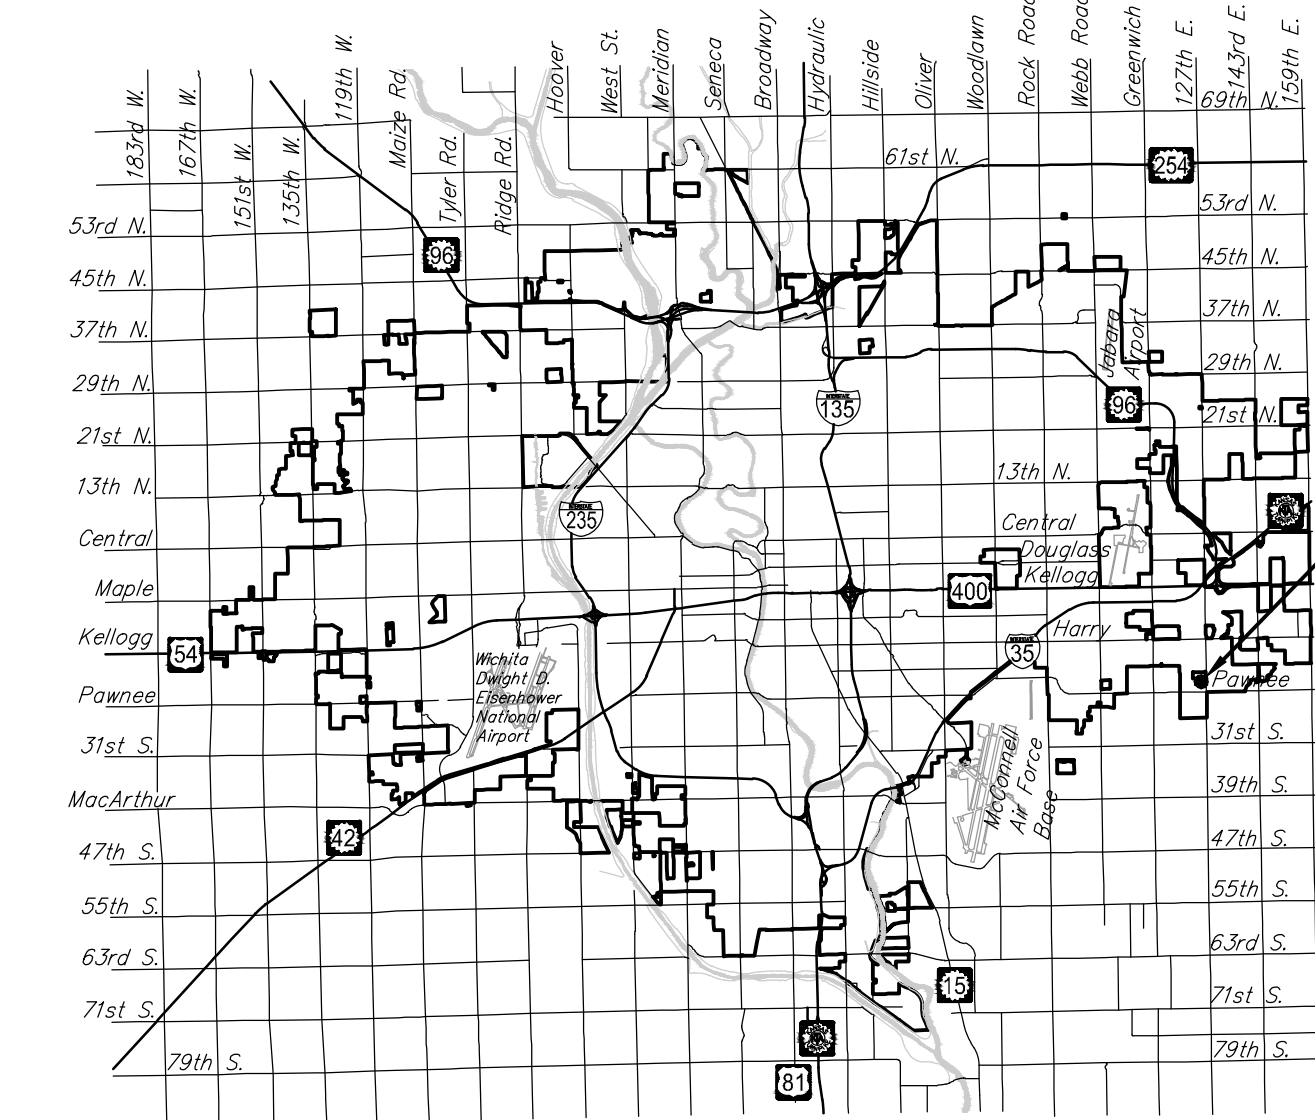 183rd W.
167th W.
151st W.
135th W.
119th W.
Maize Rd.
Tyler Rd.
Ridge Rd.
Hoover
West St.
Meridian
Seneca
Broadway
Hydraulic
Hillside
Oliver
Woodlawn
Rock Road
Webb Road
Greenwich
127th E.
143rd E.
159th E.
69th N.
61st N.
254
53rd N.
53rd N.
96
45th N.
45th N.
37th N.
37th N.
Jabara
Airport
29th N.
29th N.
INTERSTATE
135
96
21st N.
21st N.
13th N.
13th N.
INTERSTATE
235
Central
Central
Douglass
Maple
Kellogg
400
Kellogg
54
Harry
INTERSTATE
35
Wichita
Dwight D.
Eisenhower
National
Airport
Pawnee
Pawnee
31st S.
31st S.
McConnell
Air Force
Base
MacArthur
39th S.
42
47th S.
47th S.
55th S.
55th S.
63rd S.
63rd S.
15
71st S.
71st S.
79th S.
79th S.
81